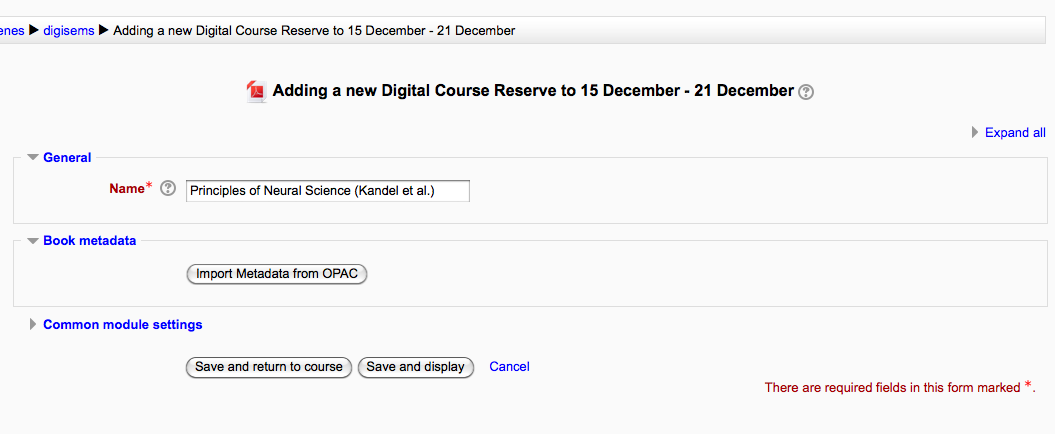 enes ▶ digisems ▶ Adding a new Digital Course Reserve to 15 December - 21 December
Adding a new Digital Course Reserve to 15 December - 21 December
Expand all
General
Name* Principles of Neural Science (Kandel et al.)
Book metadata
Import Metadata from OPAC
Common module settings
Save and return to course Save and display Cancel
There are required fields in this form marked *.